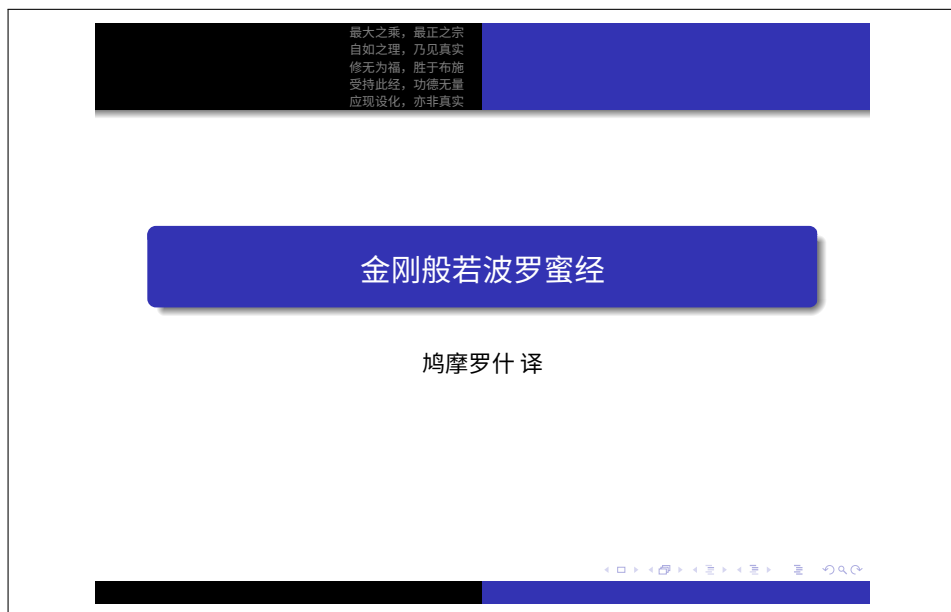 最大之乘，最正之宗
自如之理，乃见真实
修无为福，胜于布施
受持此经，功德无量
应现设化，亦非真实
金刚般若波罗蜜经
鸠摩罗什 译